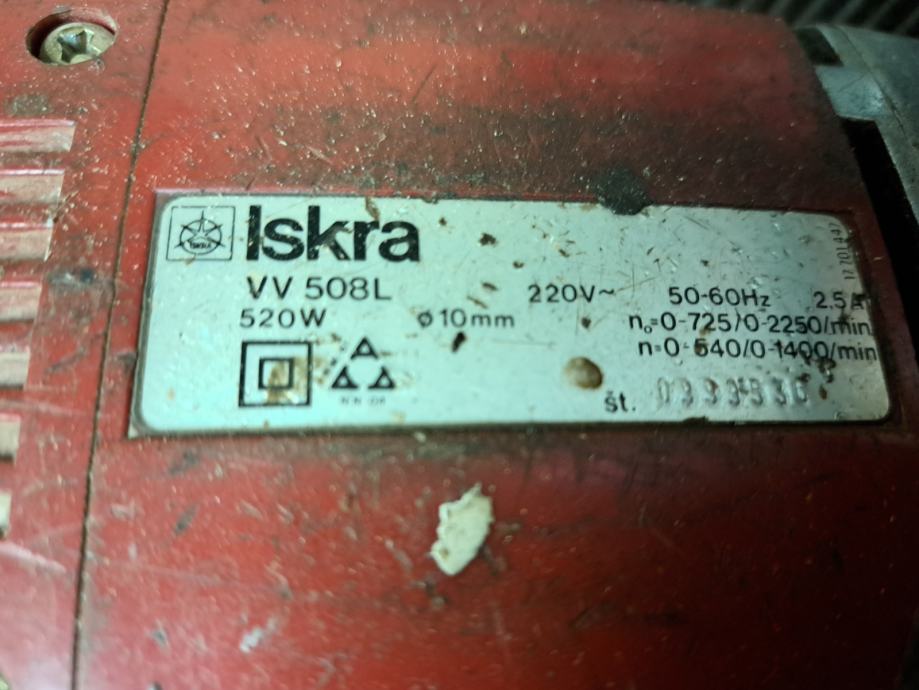 ISKRA
Iskra
VV 508L 220V~ 50-60Hz 2.5A
520W ø10mm n₀=0-725/0-2250/min
n=0-540/0-1400/min
št.